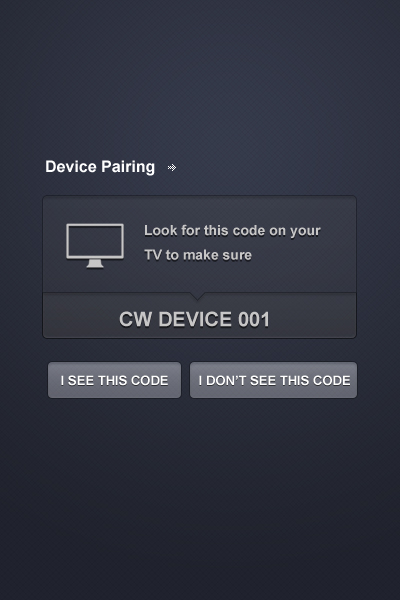 Device Pairing
Look for this code on your
TV to make sure
CW DEVICE 001
I SEE THIS CODE
I DON'T SEE THIS CODE